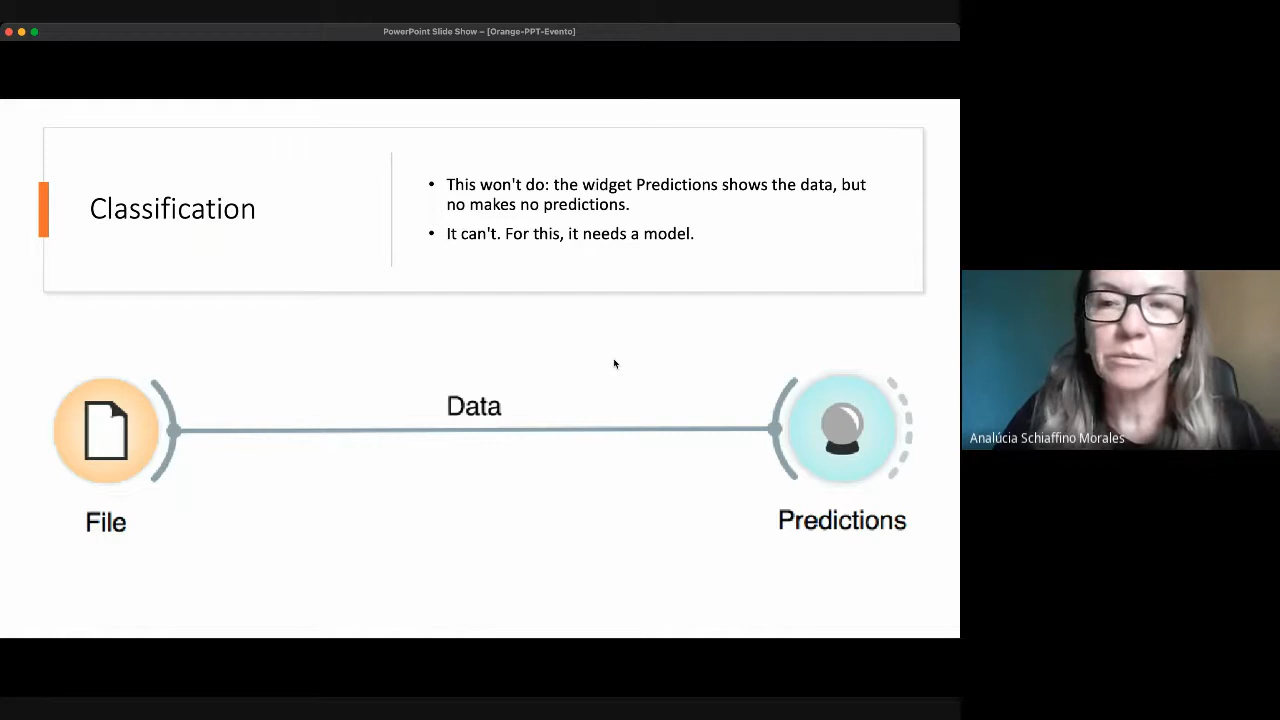 PowerPoint Slide Show – [Orange-PPT-Evento]
Classification
• This won't do: the widget Predictions shows the data, but
no makes no predictions.
• It can't. For this, it needs a model.
Data
File
Predictions
Analúcia Schiaffino Morales